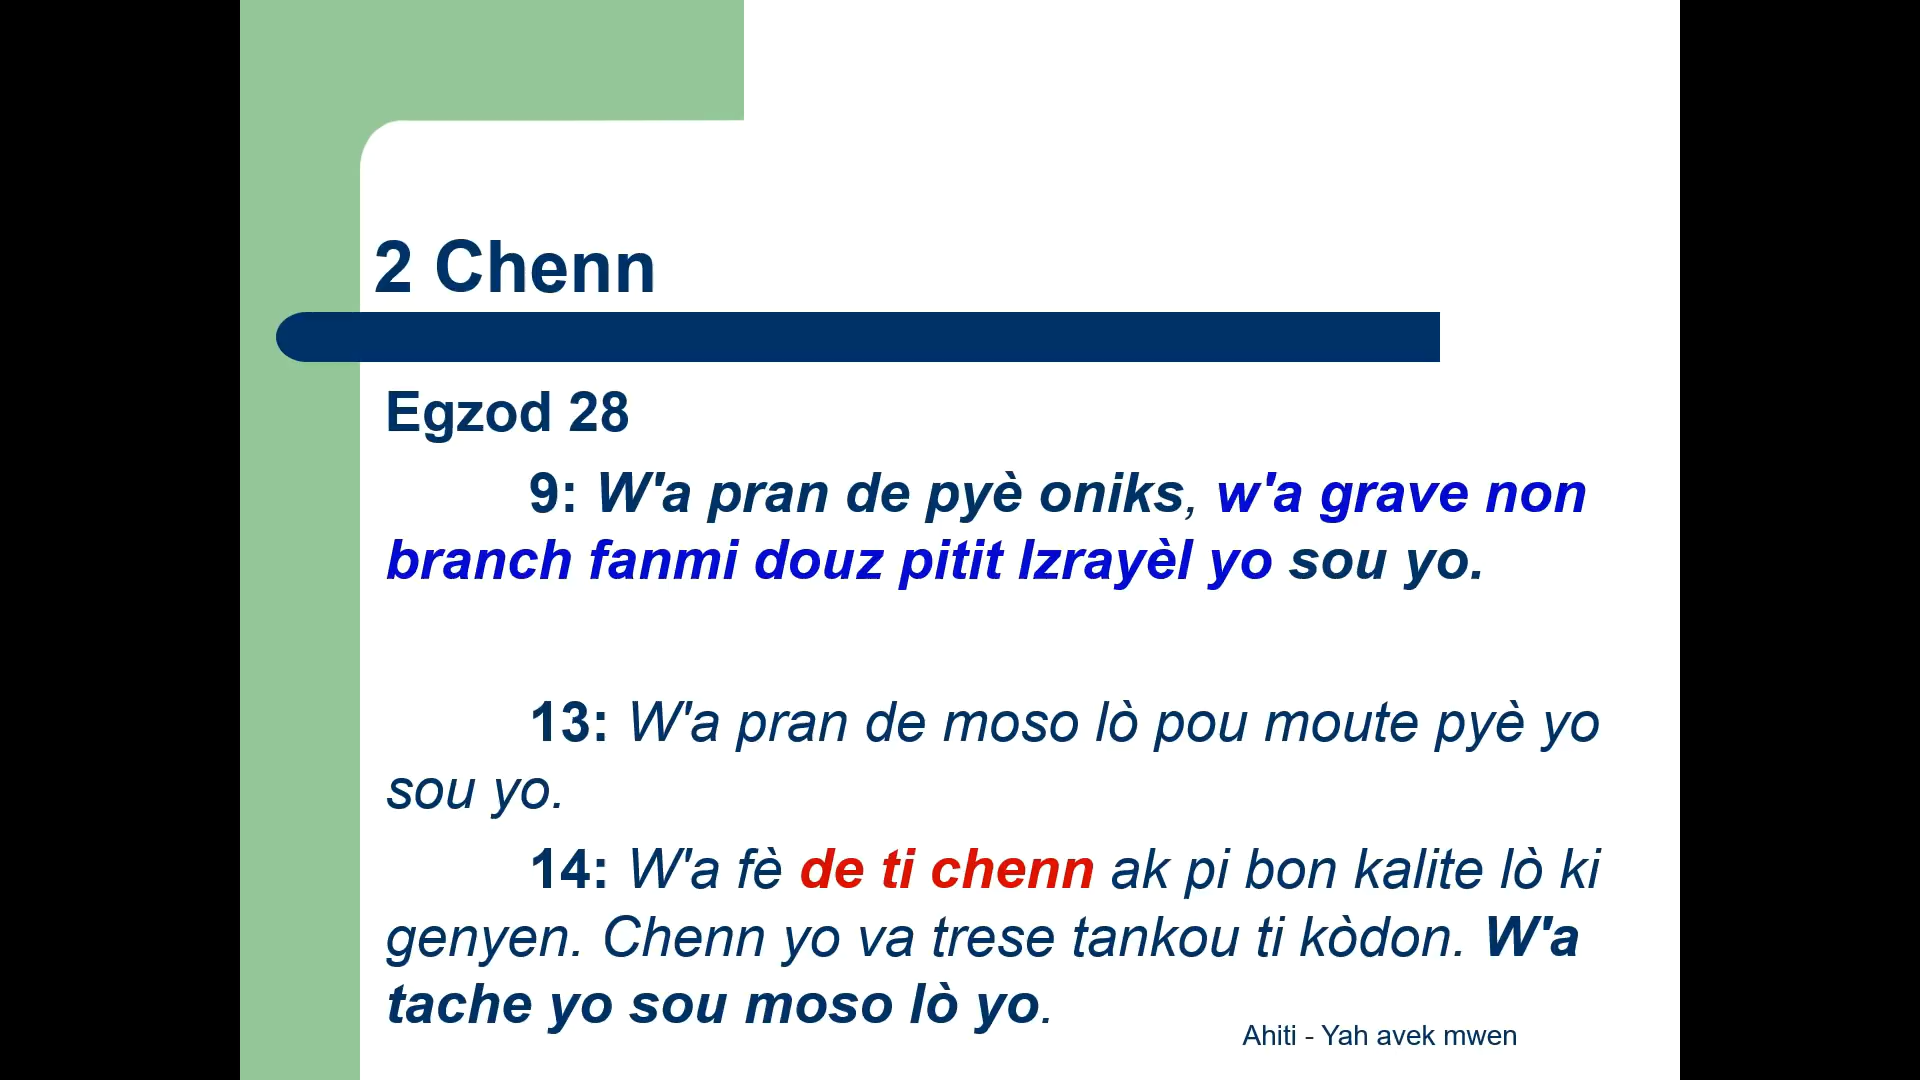 2 Chenn
Egzod 28
9: W'a pran de pyè oniks, w'a grave non
branch fanmi douz pitit Izrayèl yo sou yo.
13: W'a pran de moso lò pou moute pyè yo
sou yo.
14: W'a fè de ti chenn ak pi bon kalite lò ki
genyen. Chenn yo va trese tankou ti kòdon. W'a
tache yo sou moso lò yo.
Ahiti - Yah avek mwen